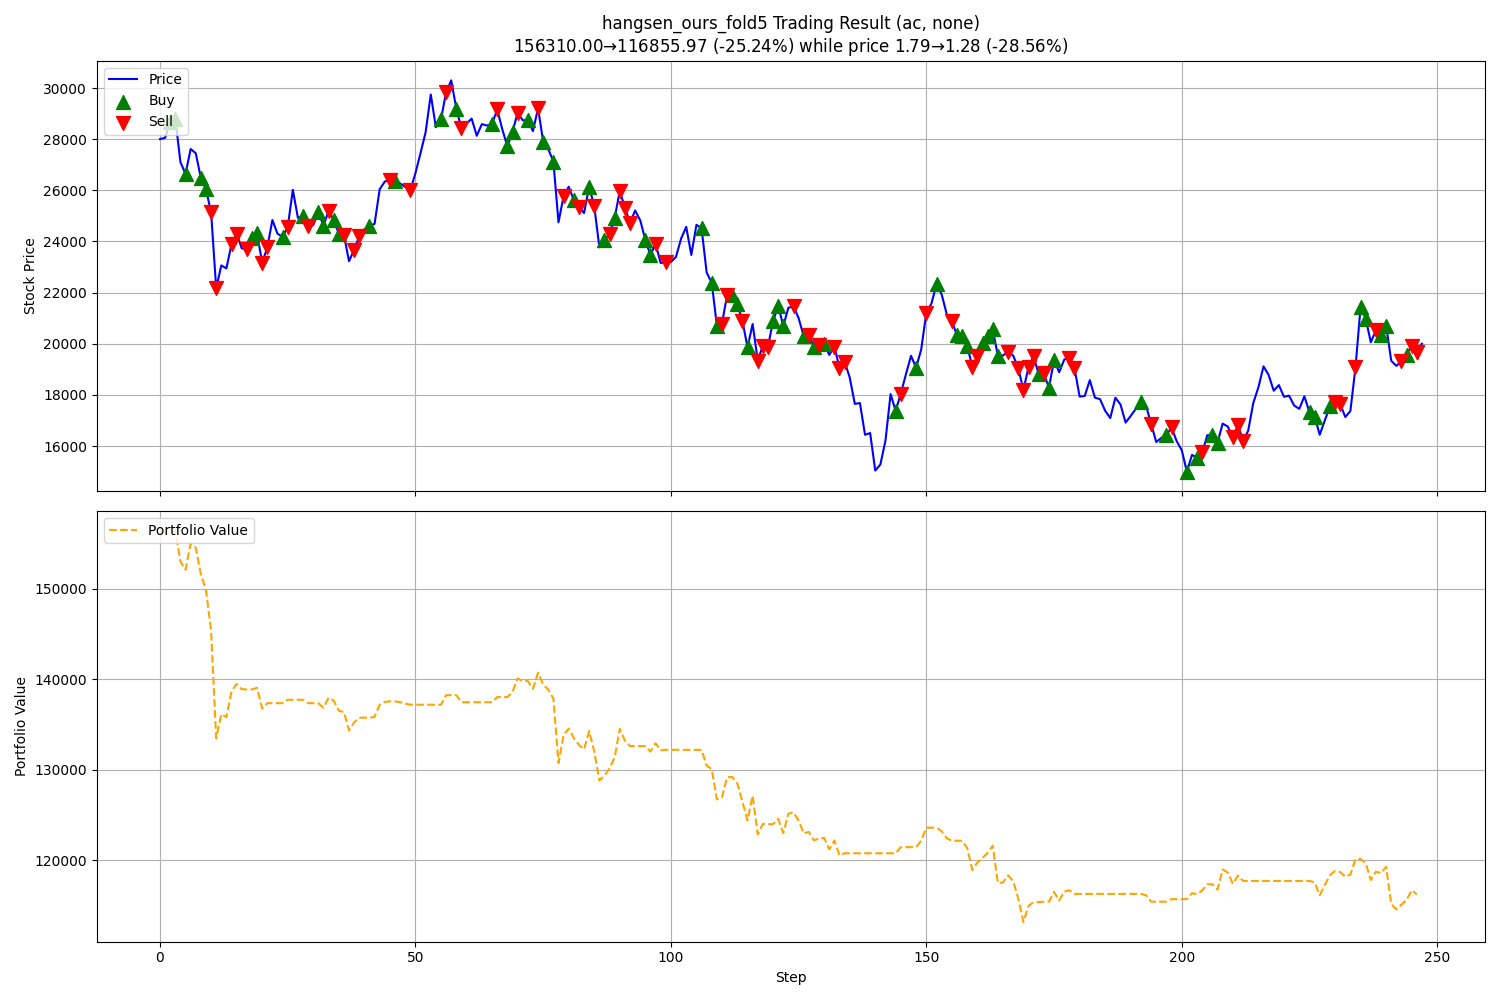 hangsen_ours_fold5 Trading Result (ac, none)
156310.00→116855.97 (-25.24%) while price 1.79→1.28 (-28.56%)
Price
Buy
Sell
Stock Price
30000
28000
26000
24000
22000
20000
18000
16000
Portfolio Value
Portfolio Value
150000
140000
130000
120000
0
50
100
150
200
250
Step